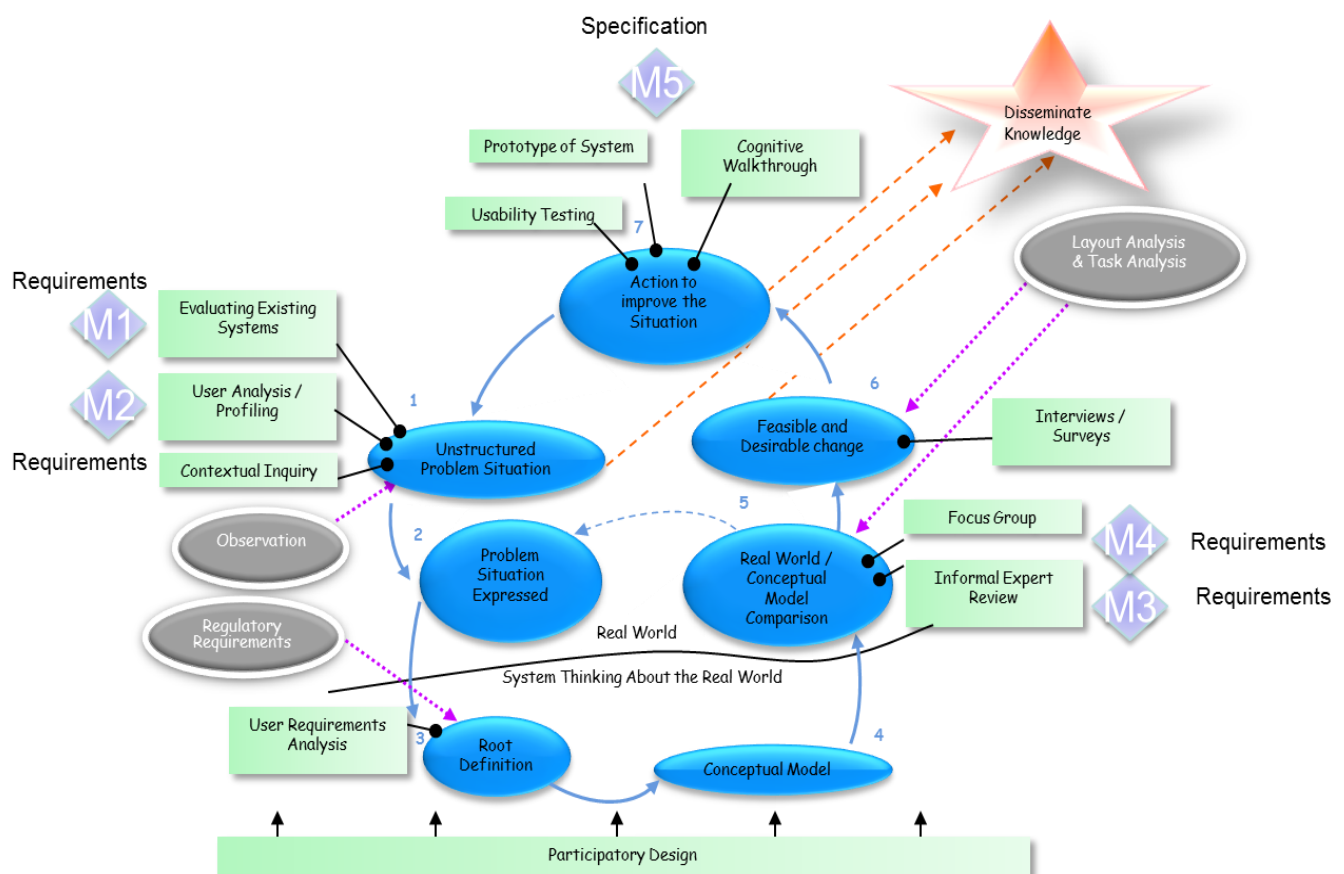 Specification
M5
Disseminate
Knowledge
Prototype of System
Cognitive
Walkthrough
Usability Testing
7
Layout Analysis
& Task Analysis
Action to
improve the
Situation
Requirements
M1
Evaluating Existing
Systems
M2
User Analysis /
Profiling
1
6
Requirements
Contextual Inquiry
Unstructured
Problem Situation
Feasible and
Desirable change
Interviews /
Surveys
5
2
Observation
Problem
Situation
Expressed
Real World /
Conceptual
Model
Comparison
Focus Group
M4
Requirements
Informal Expert
Review
M3
Requirements
Regulatory
Requirements
Real World
System Thinking About the Real World
User Requirements
Analysis
3
Root
Definition
4
Conceptual Model
Participatory Design